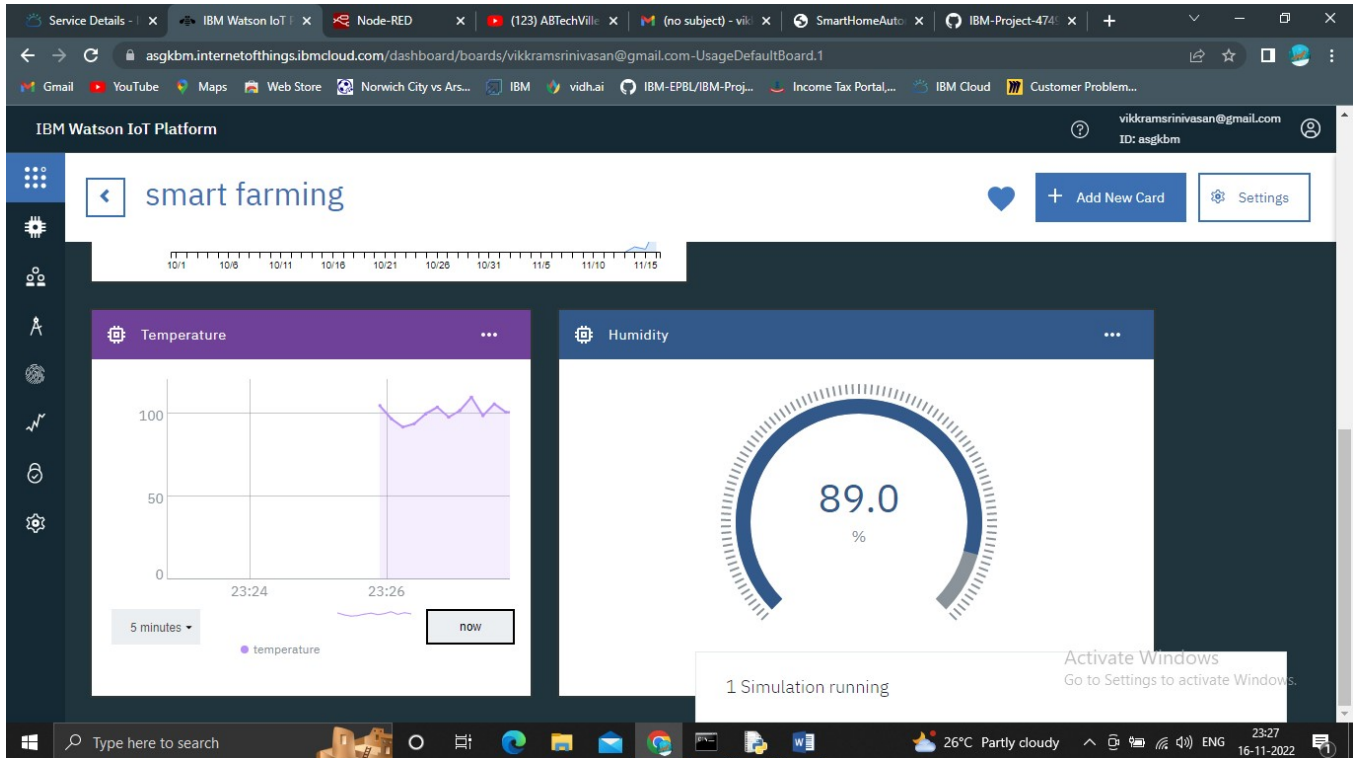 Service Details - I
IBM Watson IoT P
Node-RED
(123) ABTechVille
(no subject) - viki
SmartHomeAuto
IBM-Project-4749
asgkbm.internetofthings.ibmcloud.com/dashboard/boards/vikkramsrinivasan@gmail.com-UsageDefaultBoard.1
Gmail
YouTube
Maps
Web Store
Norwich City vs Ars...
IBM
vidh.ai
IBM-EPBL/IBM-Proj...
Income Tax Portal,...
IBM Cloud
Customer Problem...
IBM Watson IoT Platform
vikkramsrinivasan@gmail.com
ID: asgkbm
smart farming
+ Add New Card
Settings
10/1 10/6 10/11 10/16 10/21 10/26 10/31 11/5 11/10 11/15
Temperature
100
50
0
23:24 23:26
5 minutes
now
temperature
Humidity
89.0
%
1 Simulation running
Activate Windows
Go to Settings to activate Windows.
Type here to search
26°C Partly cloudy
ENG
23:27
16-11-2022
1